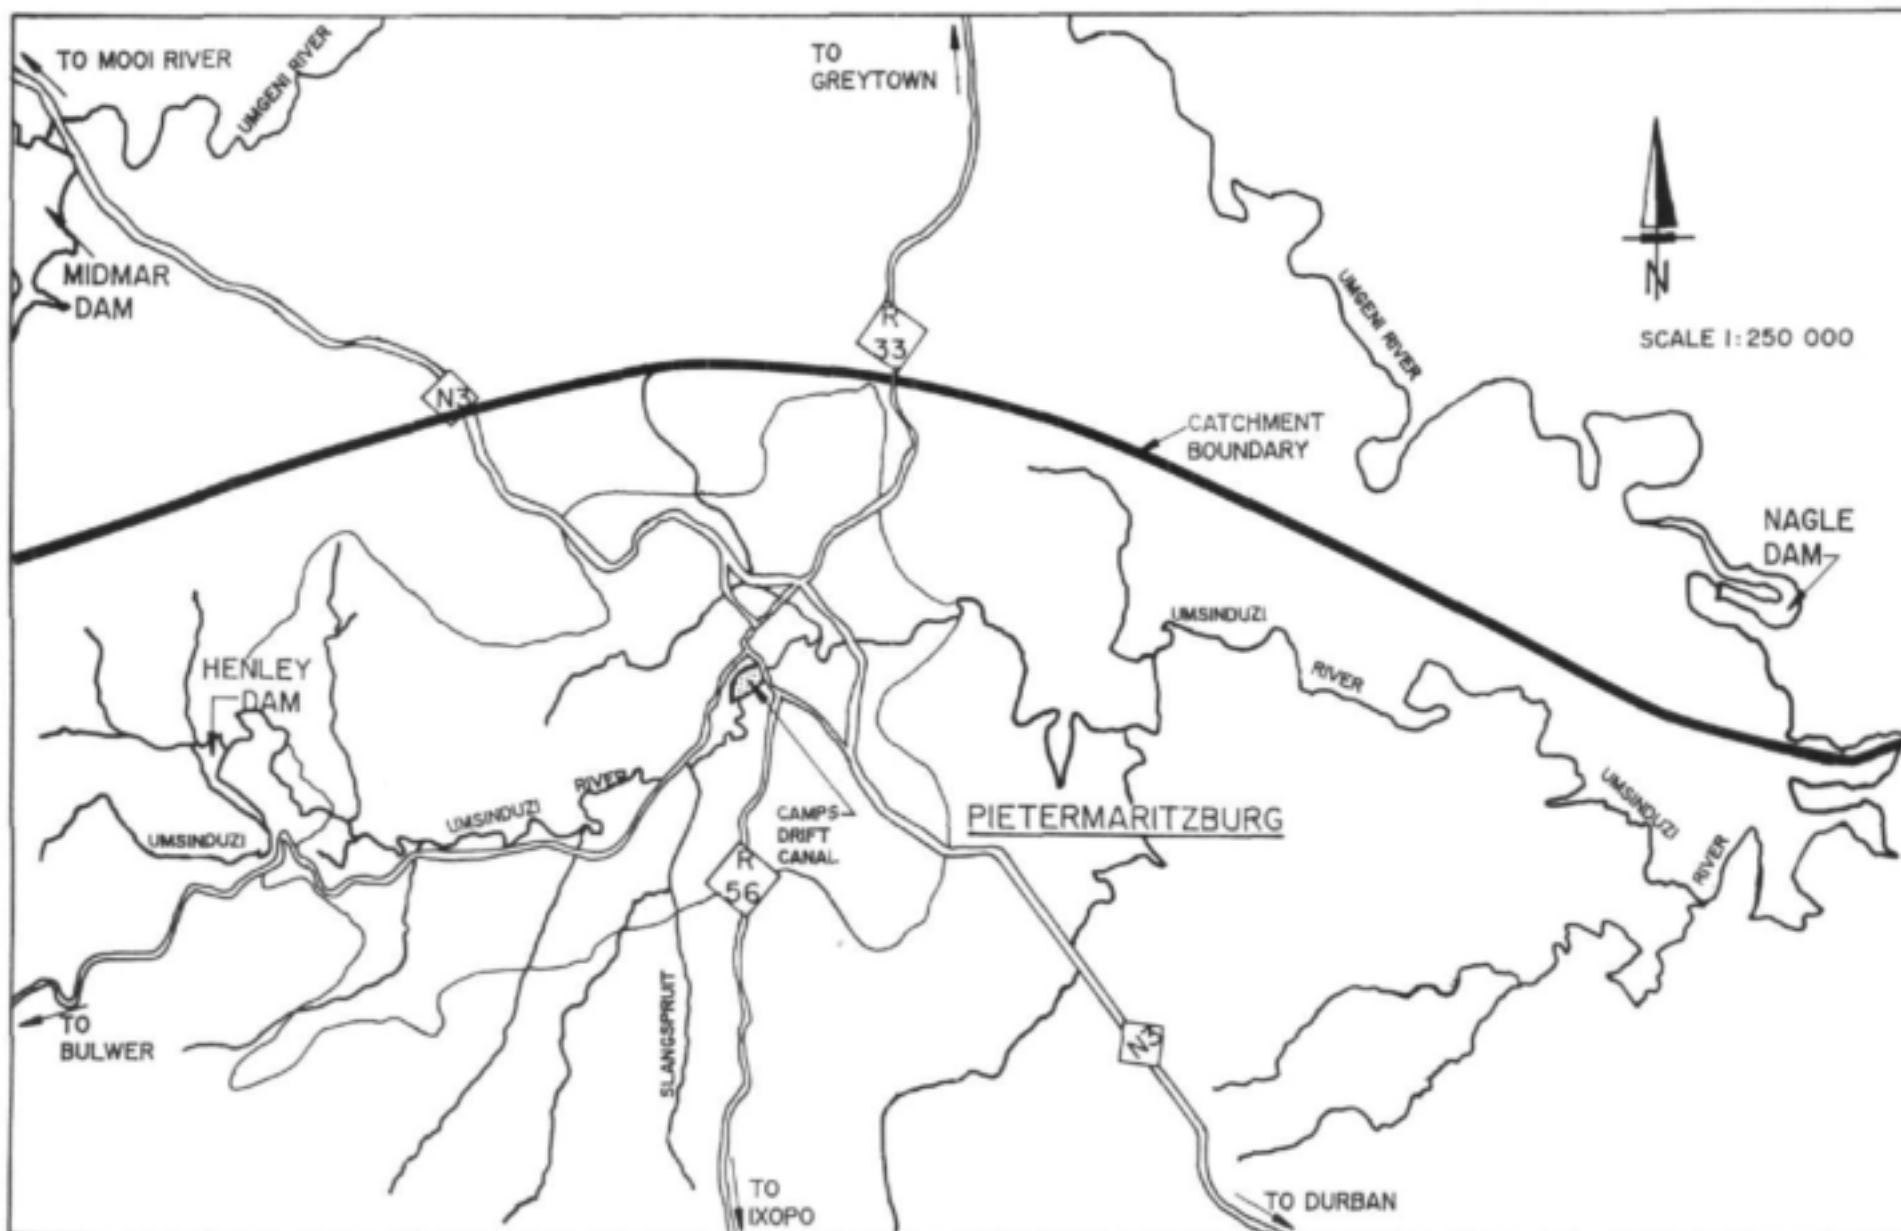 TO MOOI RIVER
UMGENI RIVER
TO
GREYTOWN
MIDMAR
DAM
N
SCALE 1:250 000
UMGENI RIVER
R
33
N3
CATCHMENT
BOUNDARY
NAGLE
DAM
UMSINDUZI
RIVER
HENLEY
DAM
UMSINDUZI
RIVER
UMSINDUZI
UMSINDUZI
RIVER
CAMPS
DRIFT
CANAL
PIETERMARITZBURG
R
56
SLANGSPRUIT
TO
BULWER
N3
TO
IXOPO
TO DURBAN